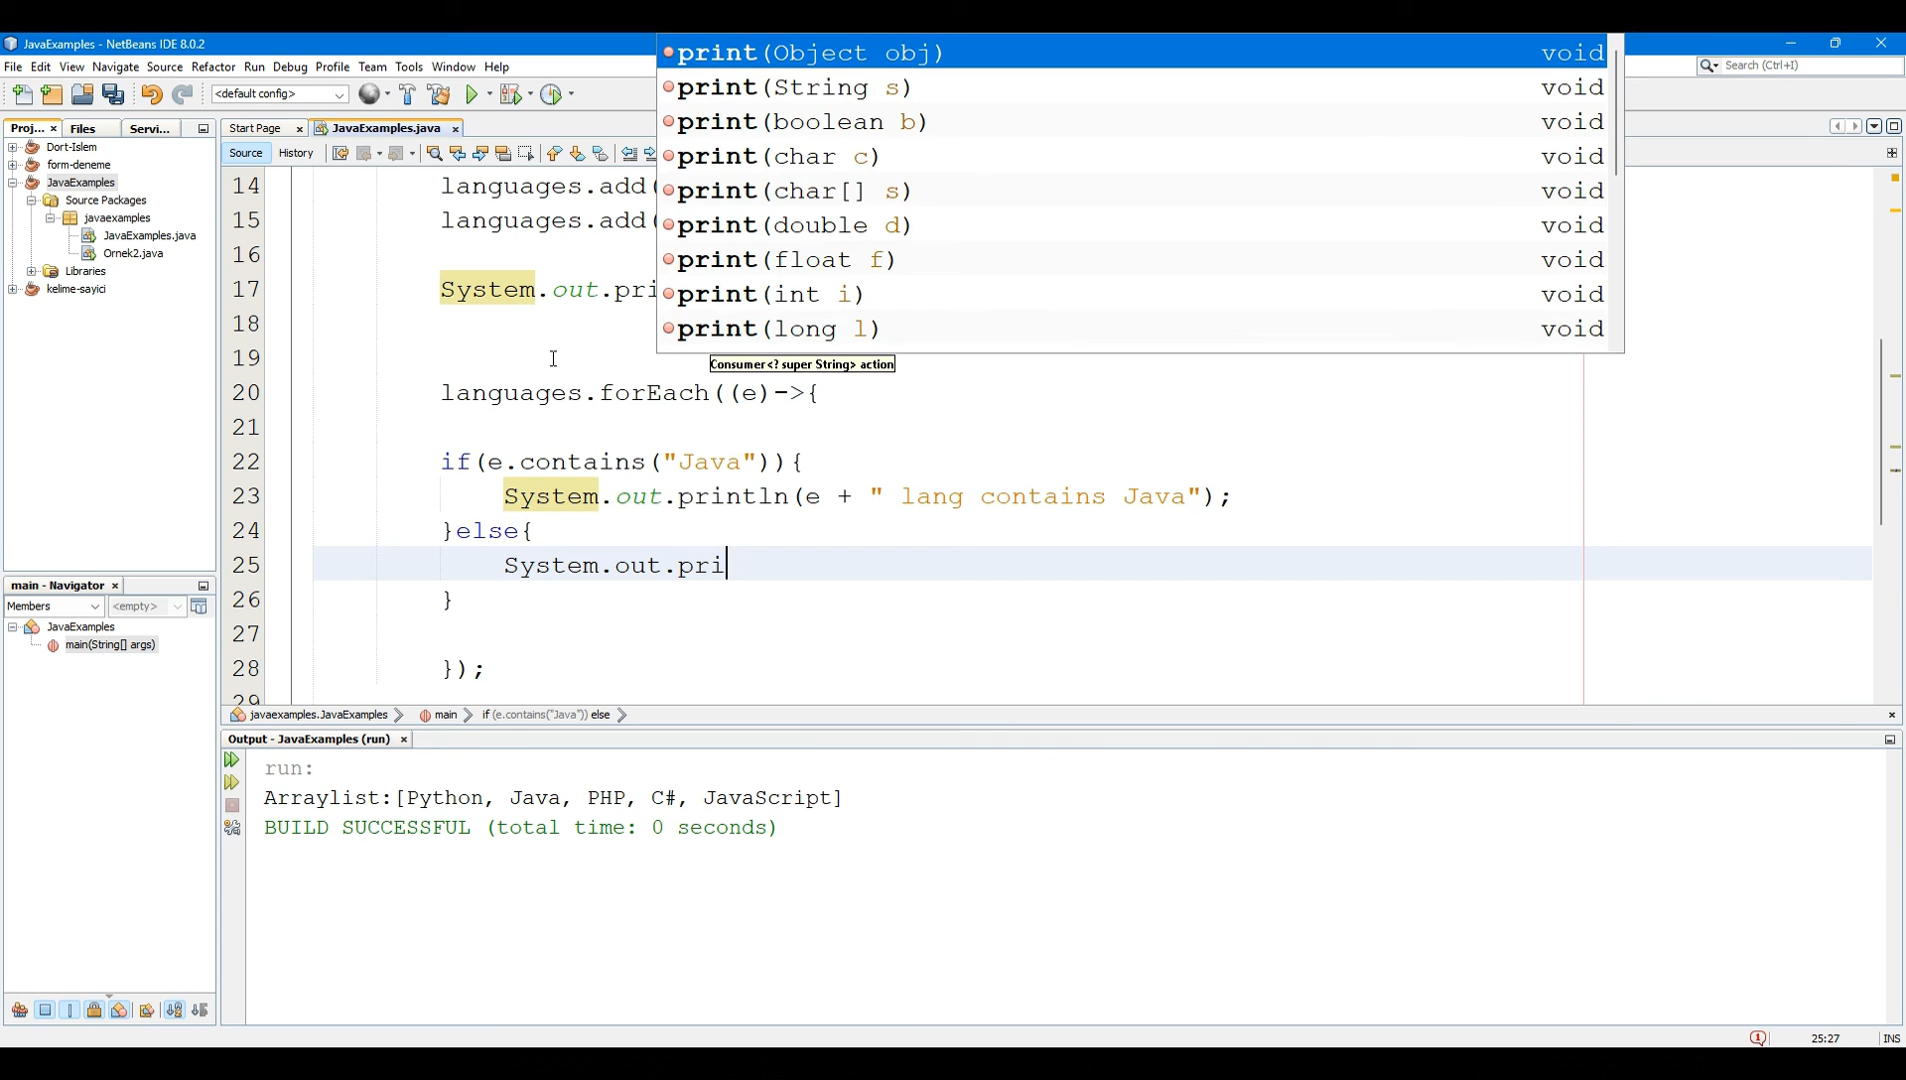 JavaExamples - NetBeans IDE 8.0.2
File Edit View Navigate Source Refactor Run Debug Profile Team Tools Window Help
Search (Ctrl+I)
<default config>
print(Object obj) void
print(String s) void
print(boolean b) void
print(char c) void
print(char[] s) void
print(double d) void
print(float f) void
print(int i) void
print(long l) void
Consumer<? super String> action
Proj... × Files Servi...
Start Page × JavaExamples.java ×
Source History
Dort-Islem
form-deneme
JavaExamples
Source Packages
javaexamples
JavaExamples.java
Ornek2.java
Libraries
kelime-sayici
14 languages.add(
15 languages.add(
16
17 System.out.pri
18
19
20 languages.forEach((e)->{
21
22 if(e.contains("Java")){
23 System.out.println(e + " lang contains Java");
24 }else{
25 System.out.pri
26 }
27
28 });
29
main - Navigator ×
Members <empty>
JavaExamples
main(String[] args)
javaexamples.JavaExamples main if (e.contains("Java")) else
Output - JavaExamples (run) ×
run:
Arraylist:[Python, Java, PHP, C#, JavaScript]
BUILD SUCCESSFUL (total time: 0 seconds)
1 25:27 INS